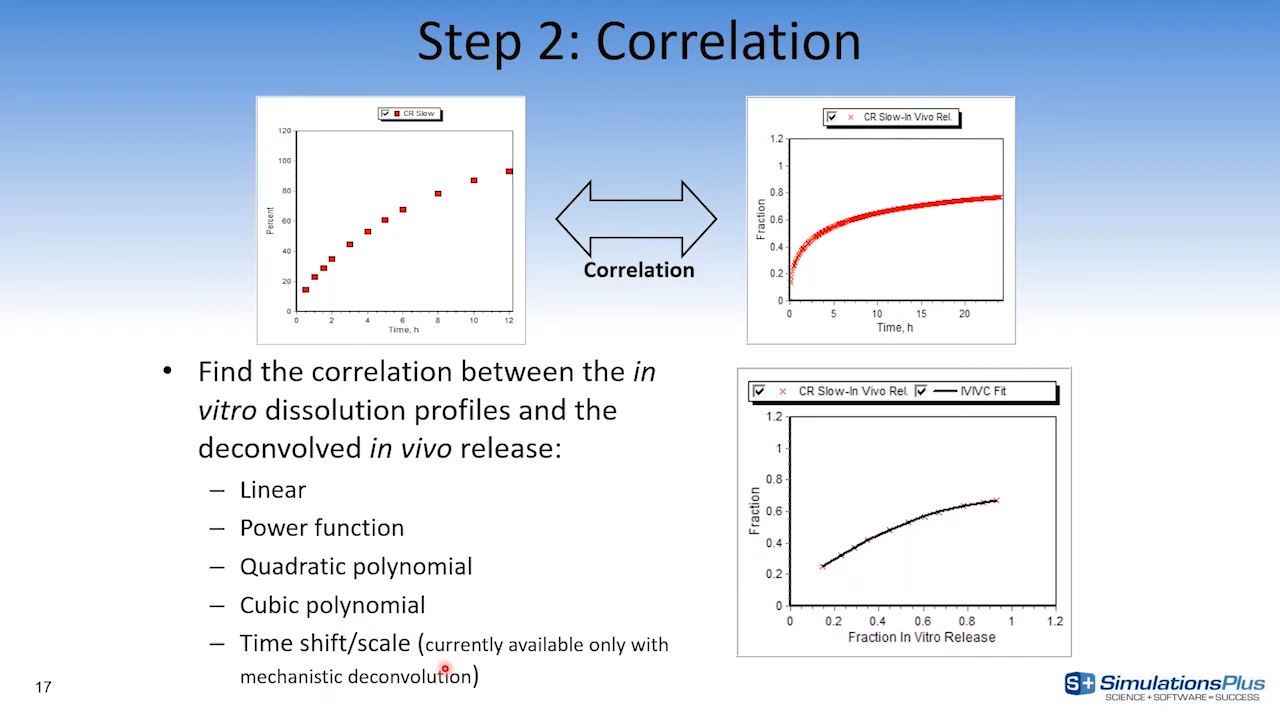 Step 2: Correlation
CR Slow
120
100
80
60
40
20
0
Percent
0 2 4 6 8 10 12
Time, h
Correlation
CR Slow-In Vivo Rel.
1.2
1
0.8
0.6
0.4
0.2
0
Fraction
0 5 10 15 20
Time, h
• Find the correlation between the in
vitro dissolution profiles and the
deconvolved in vivo release:
– Linear
– Power function
– Quadratic polynomial
– Cubic polynomial
– Time shift/scale (currently available only with
mechanistic deconvolution)
CR Slow-In Vivo Rel. IVIVC Fit
1.2
1
0.8
0.6
0.4
0.2
0
Fraction
0 0.2 0.4 0.6 0.8 1 1.2
Fraction In Vitro Release
17
S+ SimulationsPlus
SCIENCE + SOFTWARE = SUCCESS